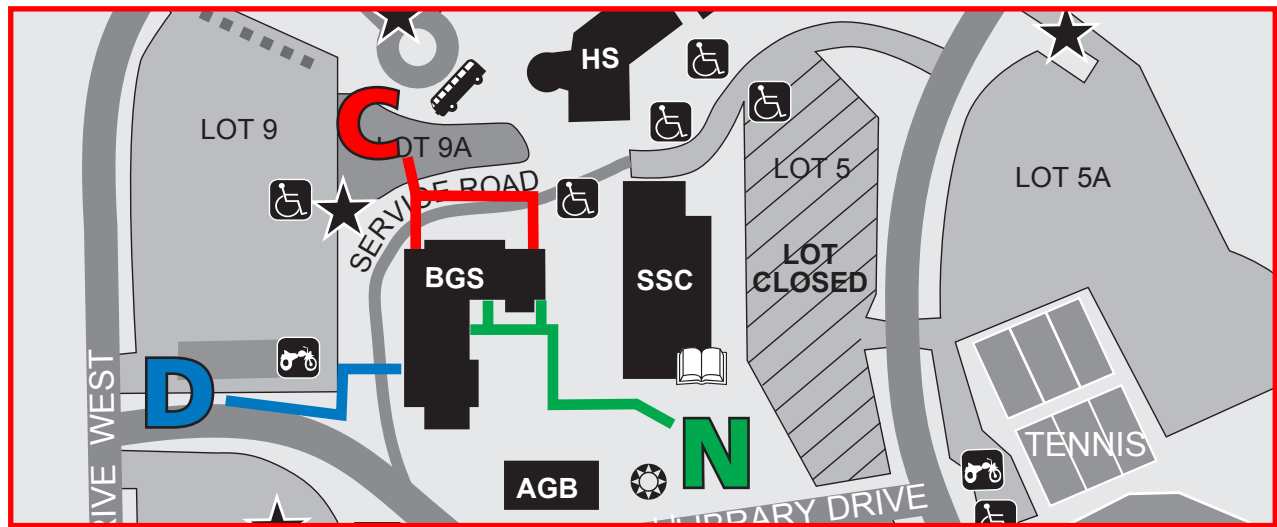 HS
LOT 9
C
LOT 9A
LOT 5
LOT 5A
SERVICE ROAD
BGS
SSC
LOT
CLOSED
D
N
TENNIS
AGB
DRIVE WEST
LIBRARY DRIVE